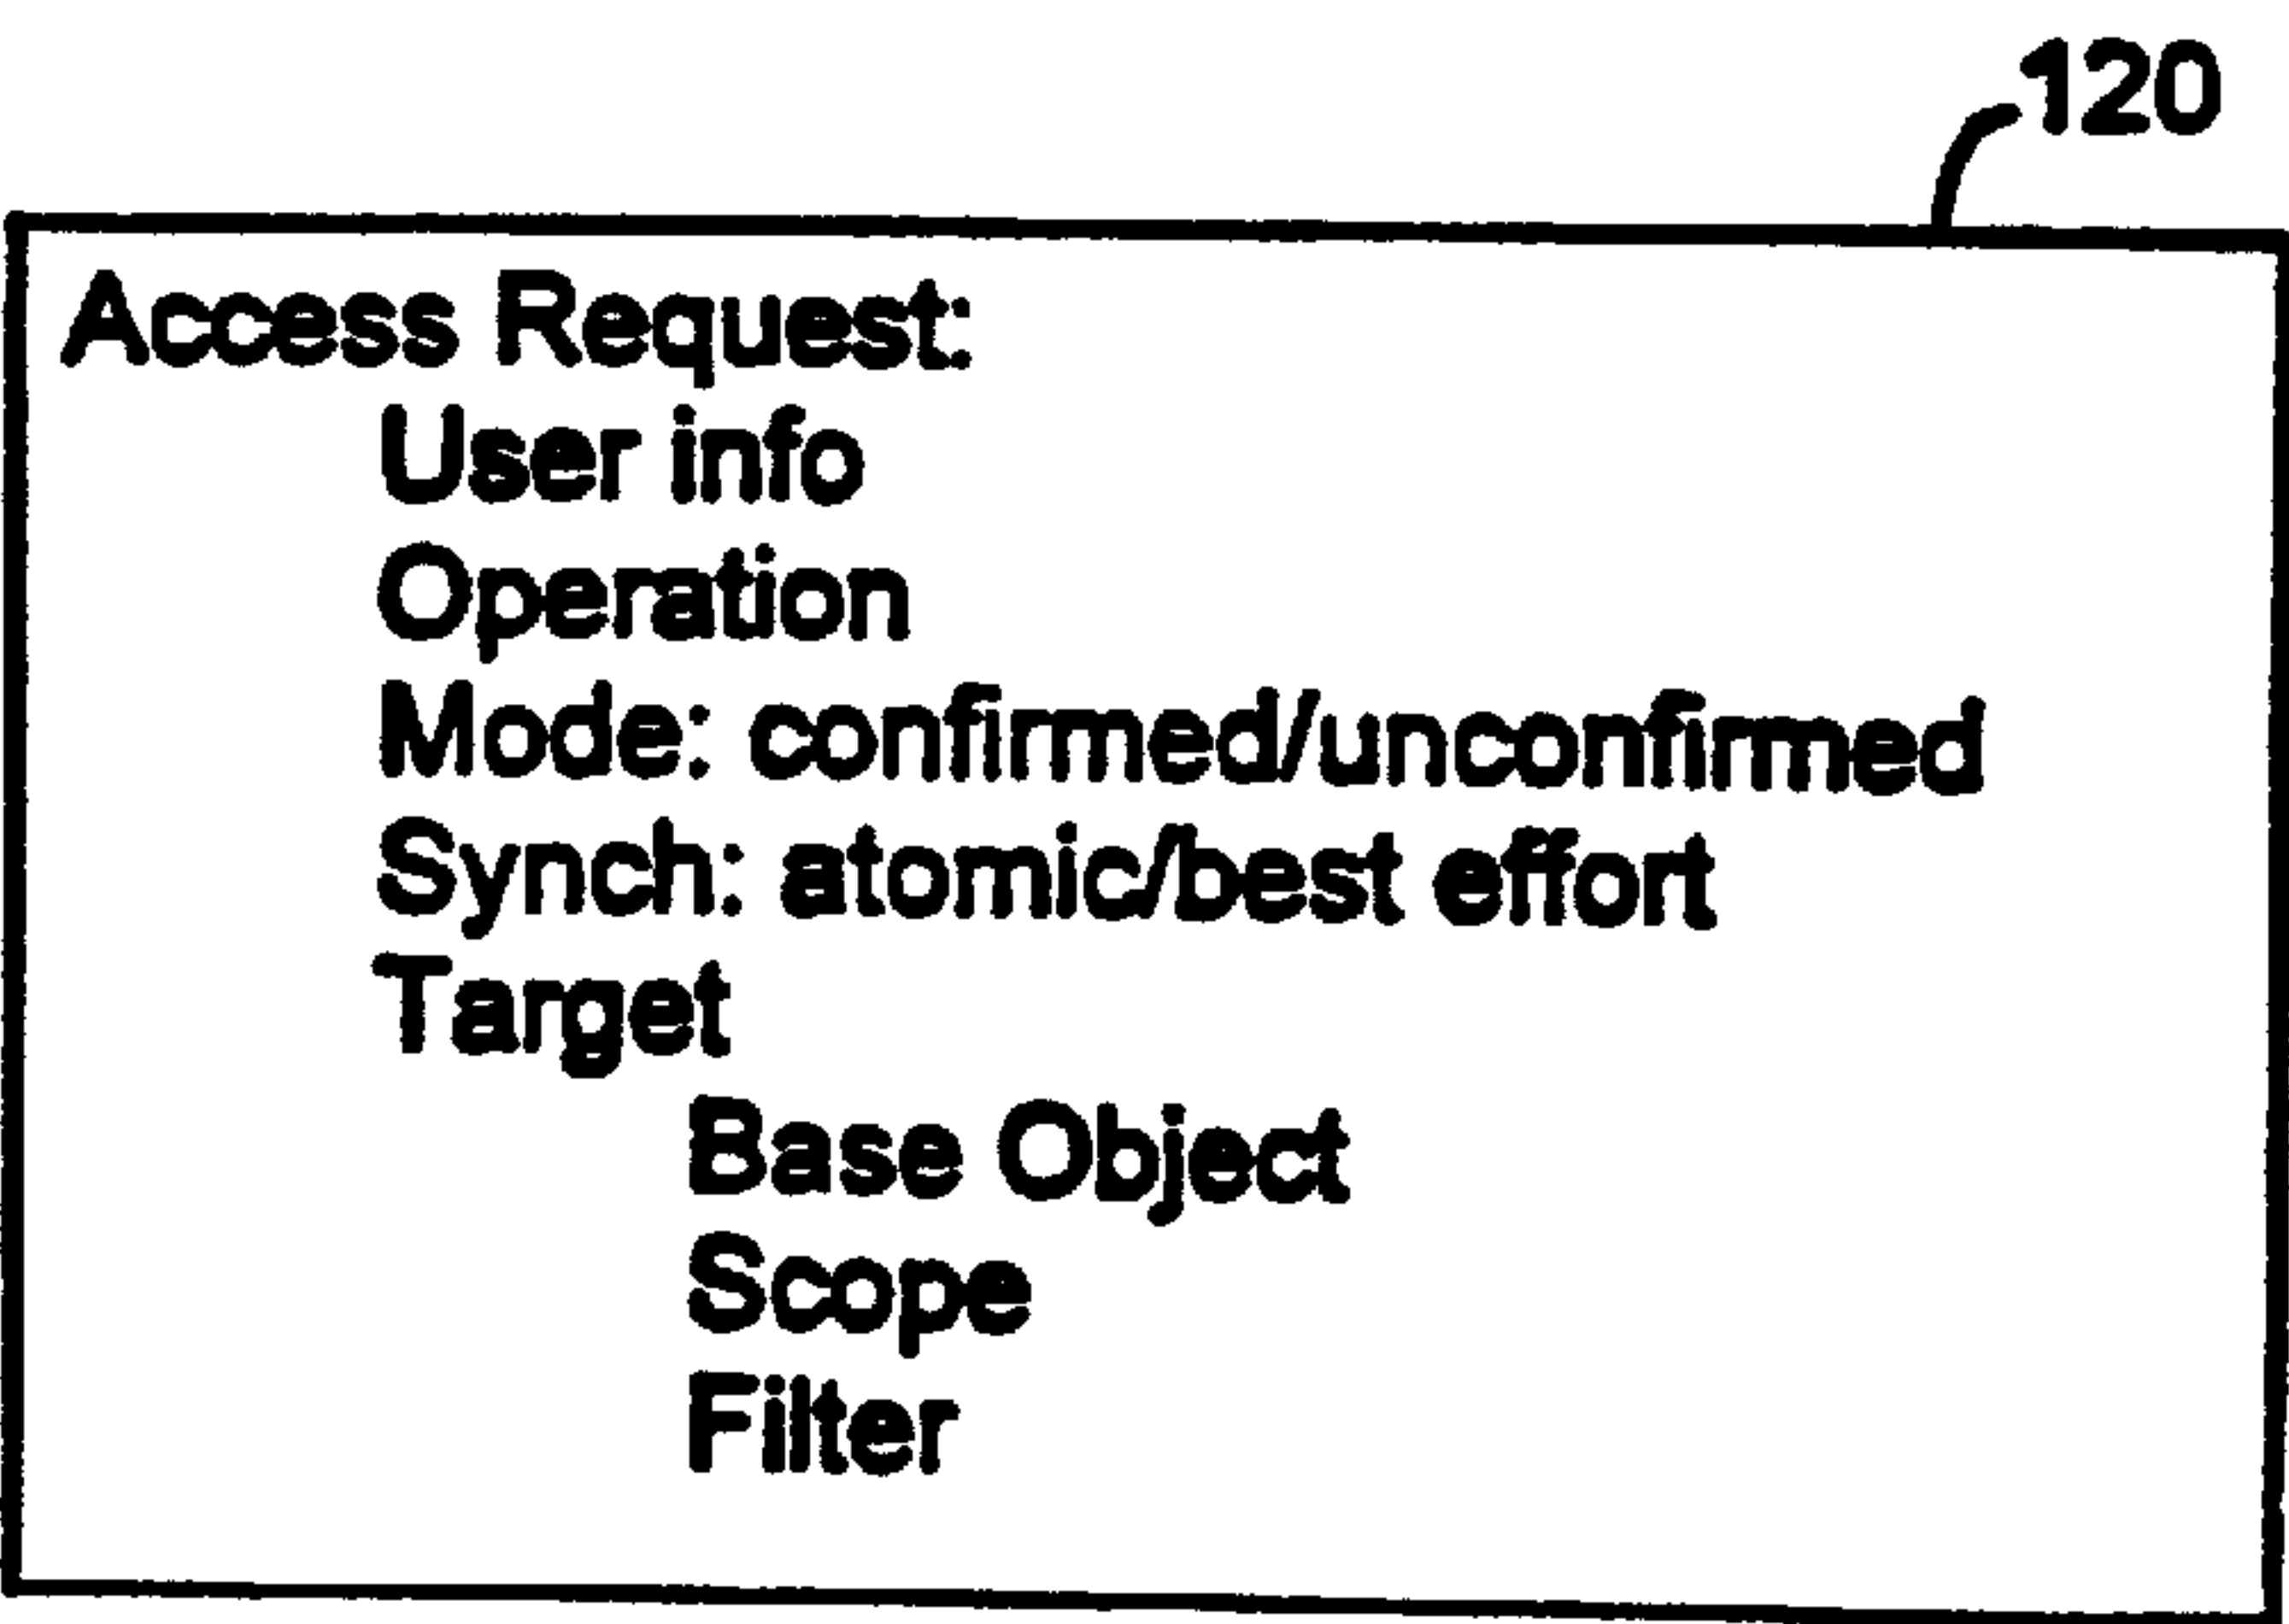 120
Access Request:
User info
Operation
Mode: confirmed/unconfirmed
Synch: atomic/best effort
Target
Base Object
Scope
Filter